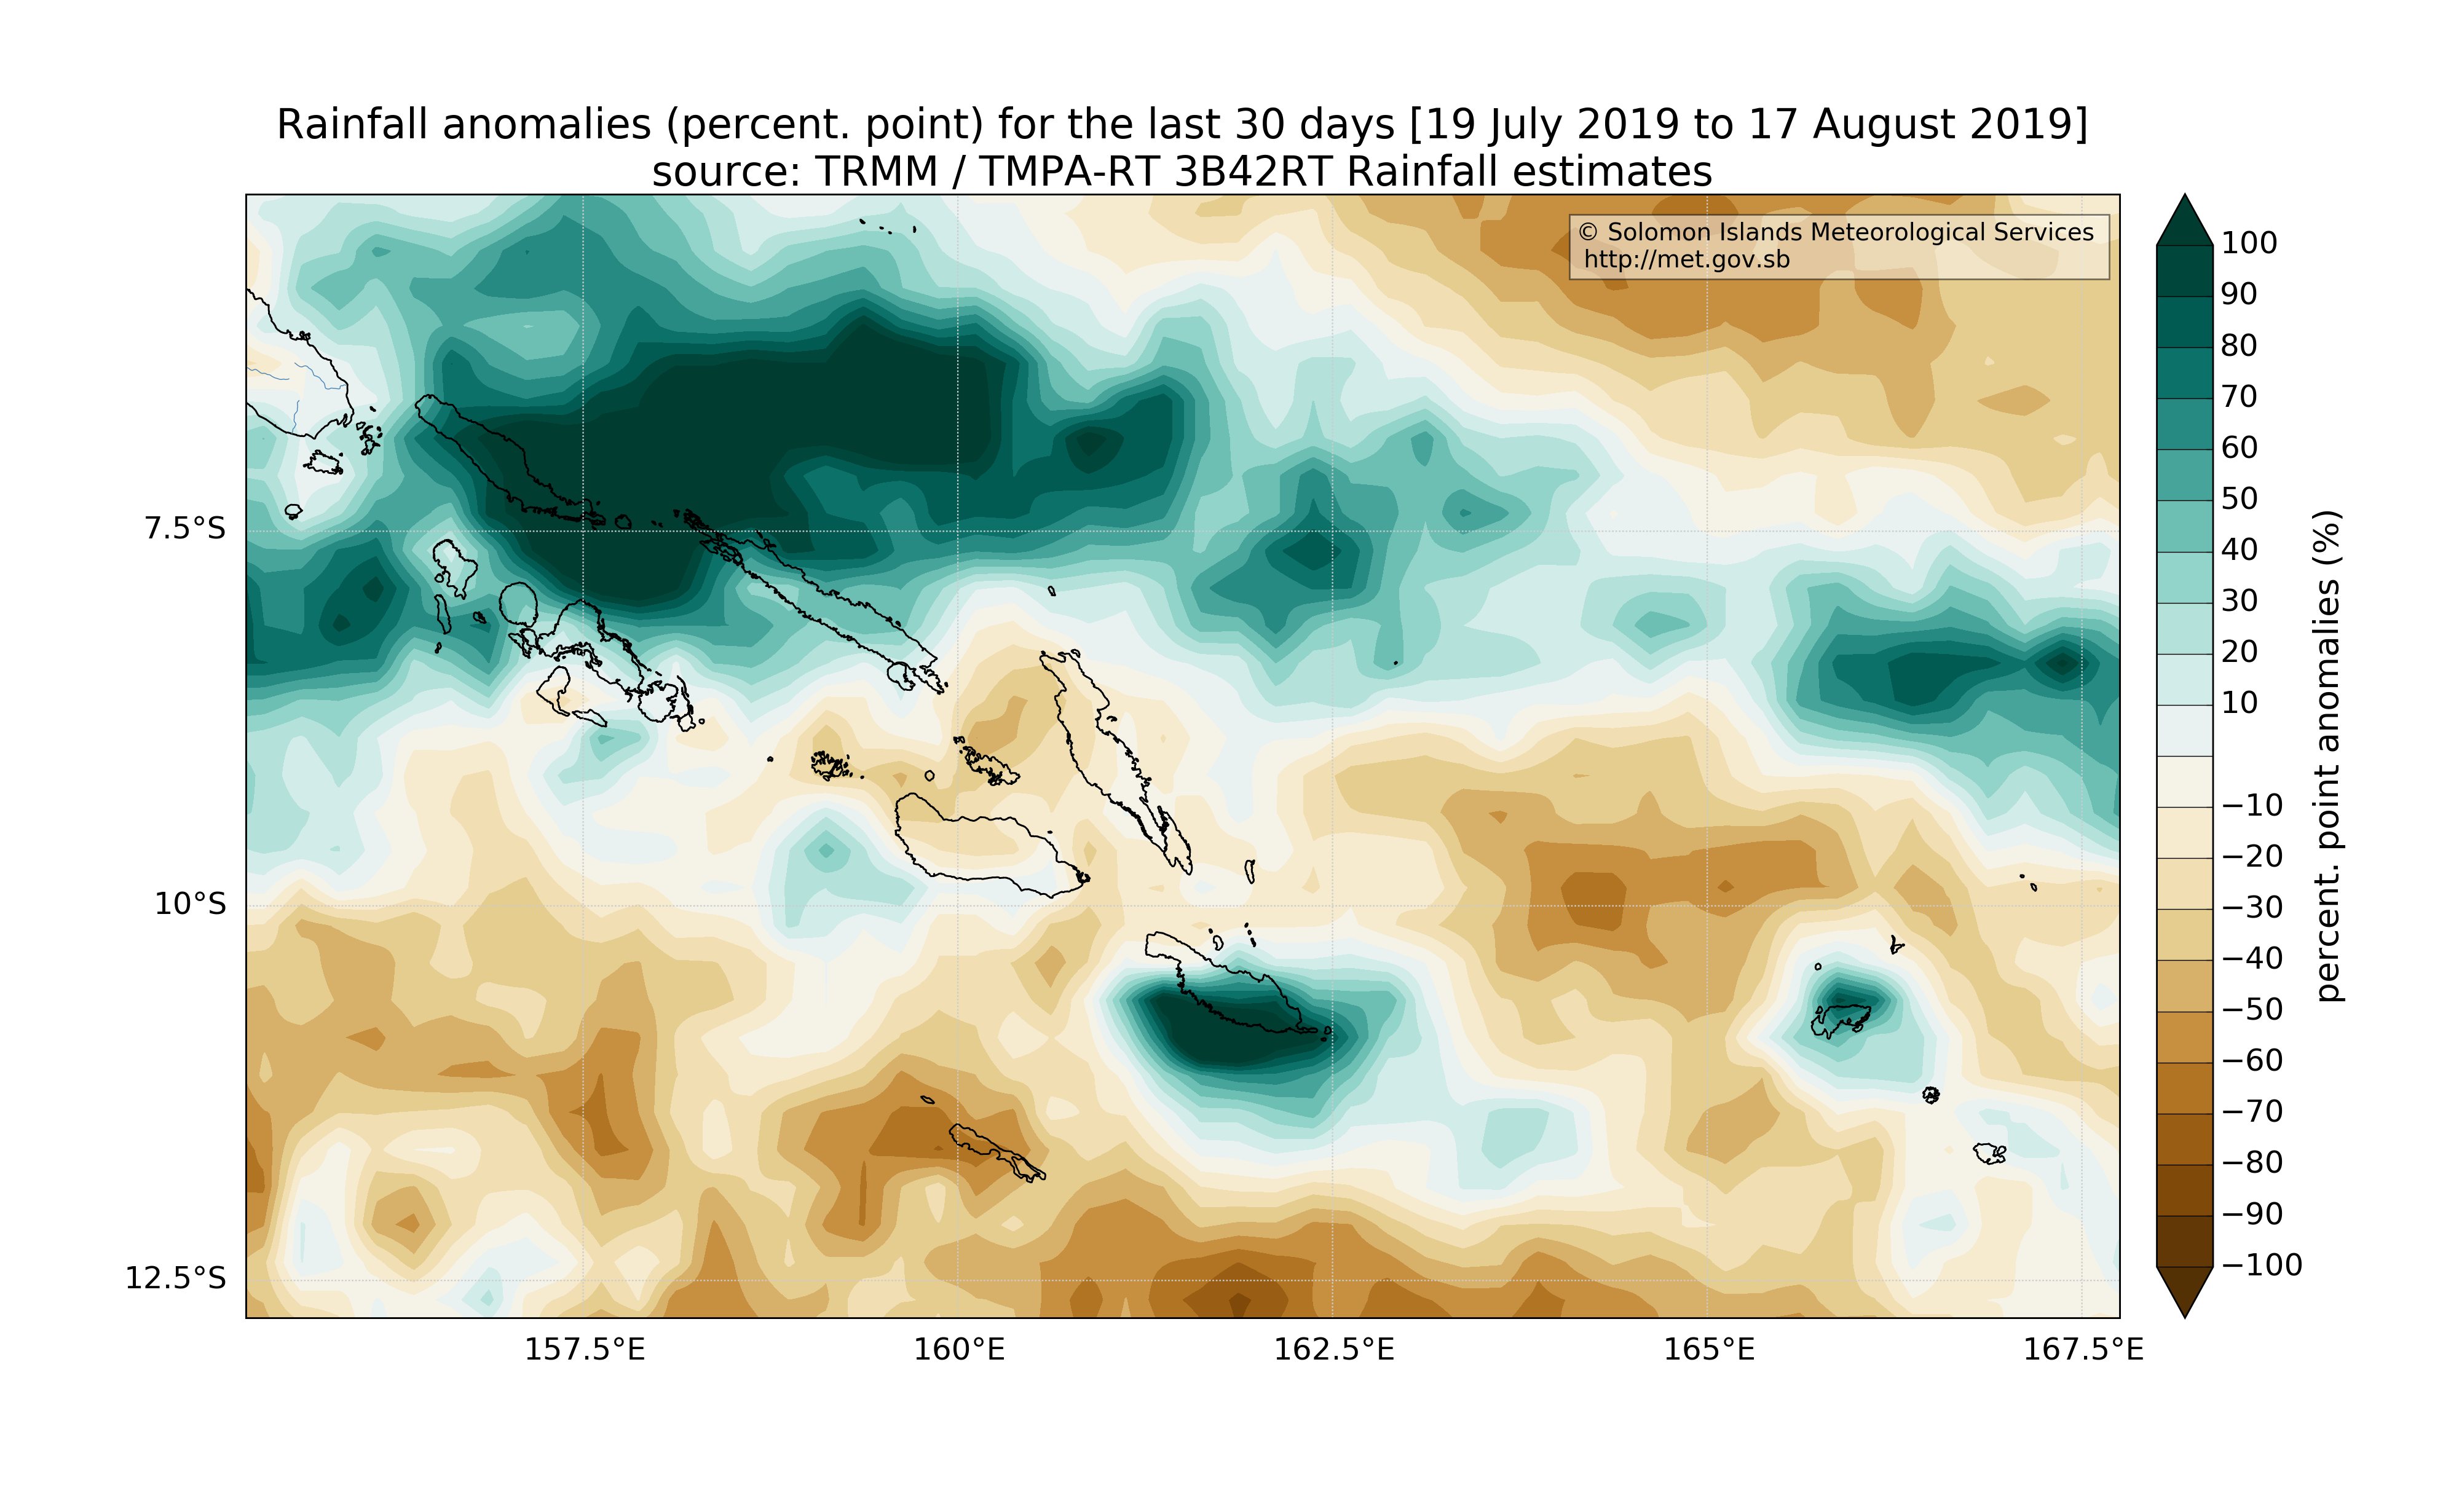 Rainfall anomalies (percent. point) for the last 30 days [19 July 2019 to 17 August 2019]
source: TRMM / TMPA-RT 3B42RT Rainfall estimates
© Solomon Islands Meteorological Services
http://met.gov.sb
7.5°S
10°S
12.5°S
157.5°E
160°E
162.5°E
165°E
167.5°E
100
90
80
70
60
50
40
30
20
10
−10
−20
−30
−40
−50
−60
−70
−80
−90
−100
percent. point anomalies (%)